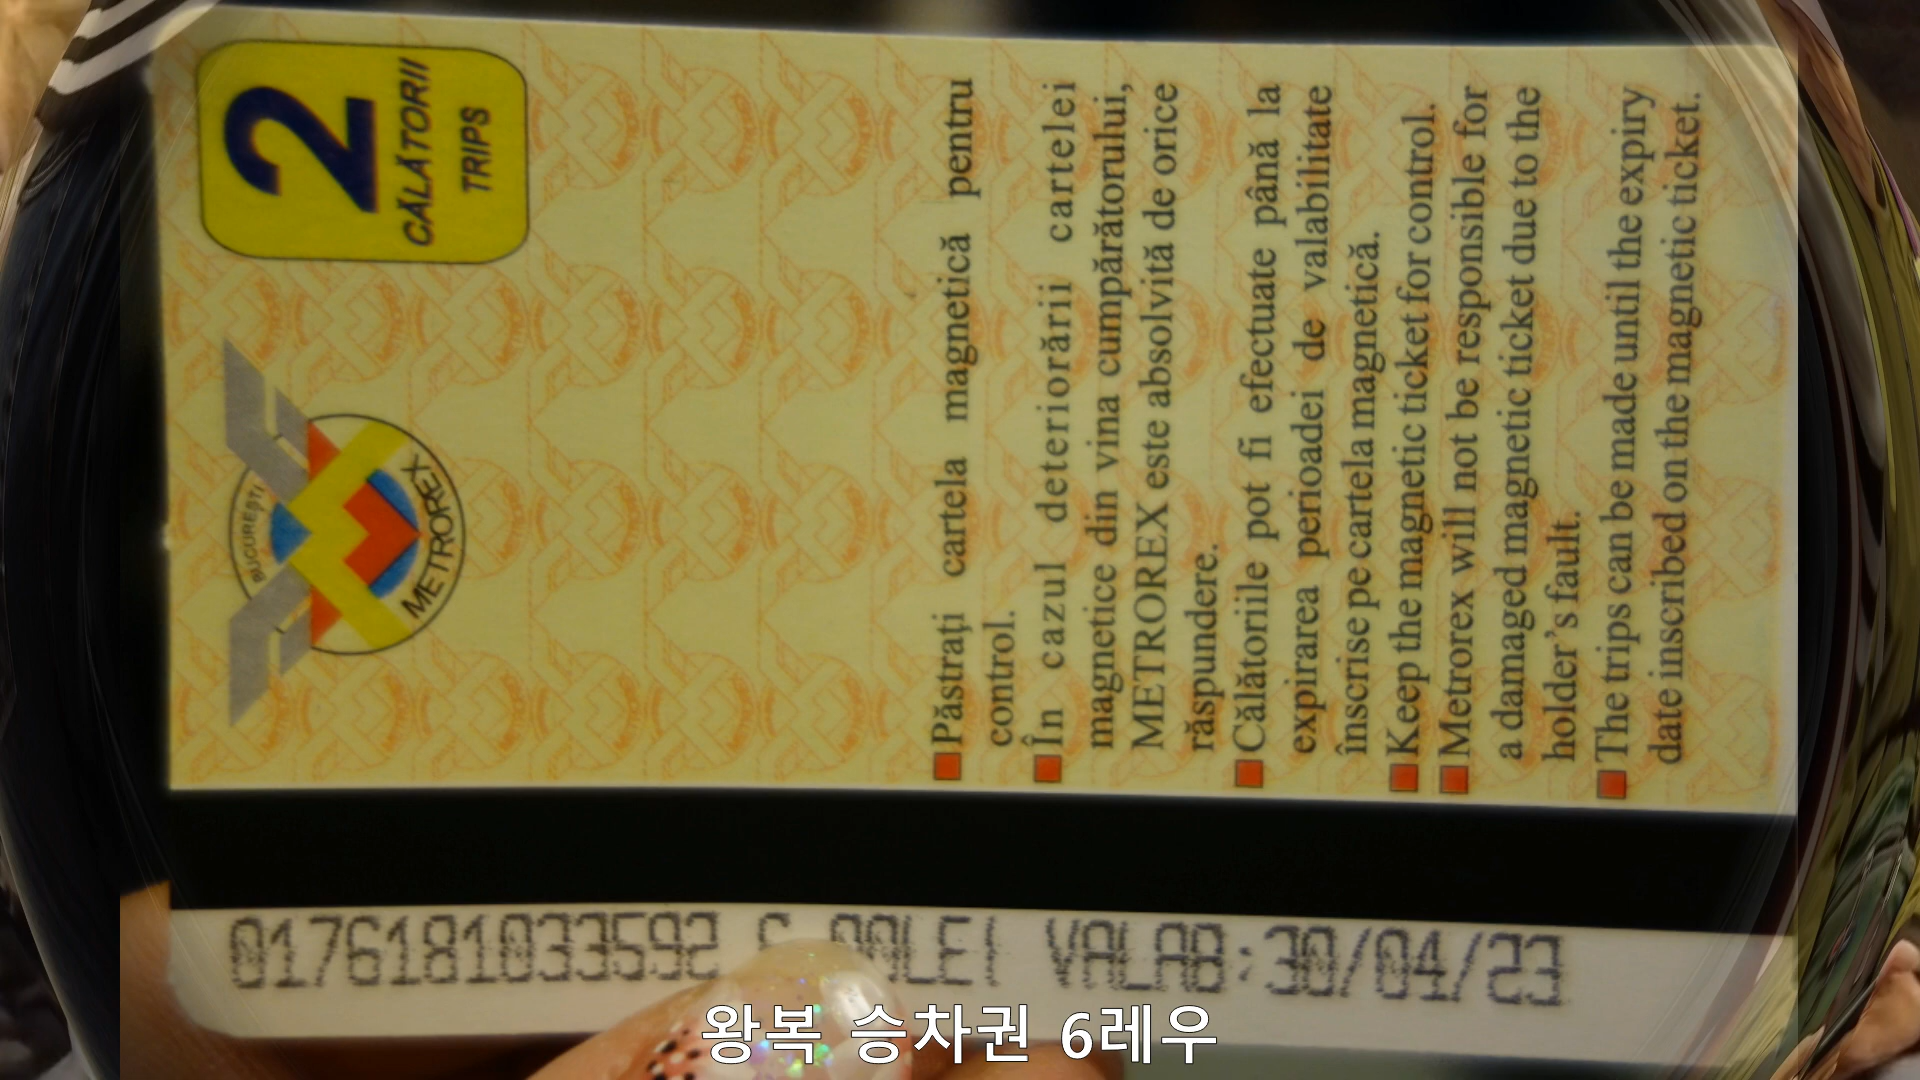 BUCUREȘTI
METROREX
2
CĂLĂTORII
TRIPS
Păstraţi cartela magnetică pentru
control.
În cazul deteriorării cartelei
magnetice din vina cumpărătorului,
METROREX este absolvită de orice
răspundere.
Călătoriile pot fi efectuate până la
expirarea perioadei de valabilitate
înscrise pe cartela magnetică.
Keep the magnetic ticket for control.
Metrorex will not be responsible for
a damaged magnetic ticket due to the
holder's fault.
The trips can be made until the expiry
date inscribed on the magnetic ticket.
0176181033592 VALAB:30/04/23
왕복 승차권 6레우